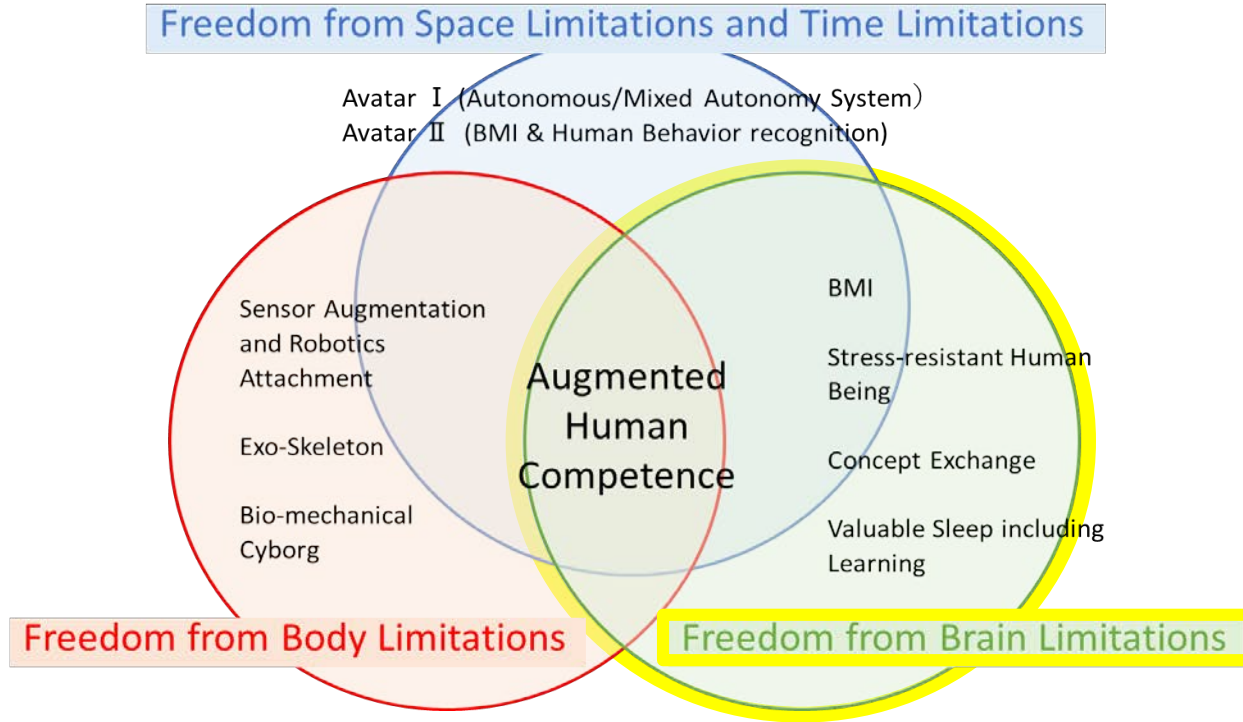 Freedom from Space Limitations and Time Limitations
Avatar Ⅰ (Autonomous/Mixed Autonomy System）
Avatar Ⅱ (BMI & Human Behavior recognition)
Sensor Augmentation
and Robotics
Attachment
Exo-Skeleton
Bio-mechanical
Cyborg
Augmented
Human
Competence
BMI
Stress-resistant Human
Being
Concept Exchange
Valuable Sleep including
Learning
Freedom from Body Limitations
Freedom from Brain Limitations